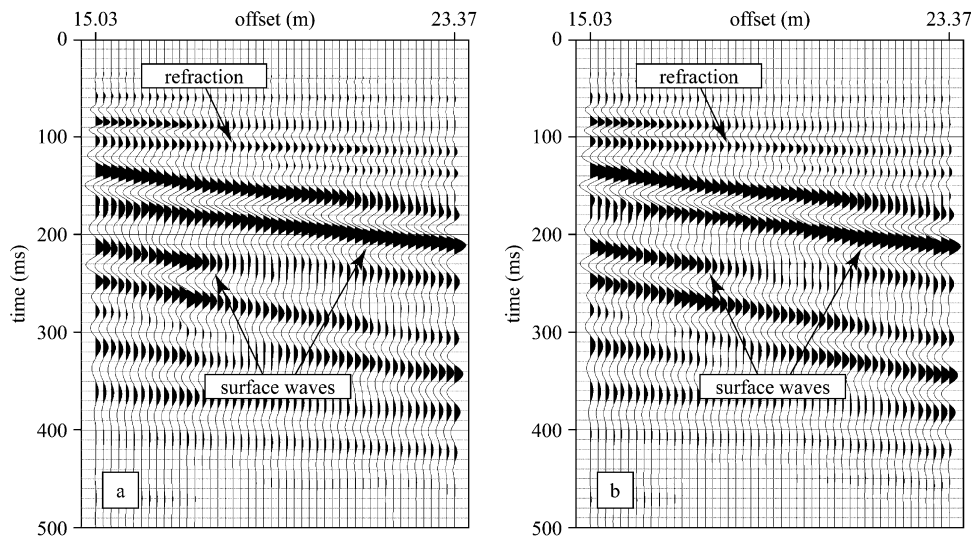 15.03 offset (m) 23.37
0
refraction
100
200
time (ms)
300
surface waves
400
a
500
15.03 offset (m) 23.37
0
refraction
100
200
time (ms)
300
surface waves
400
b
500